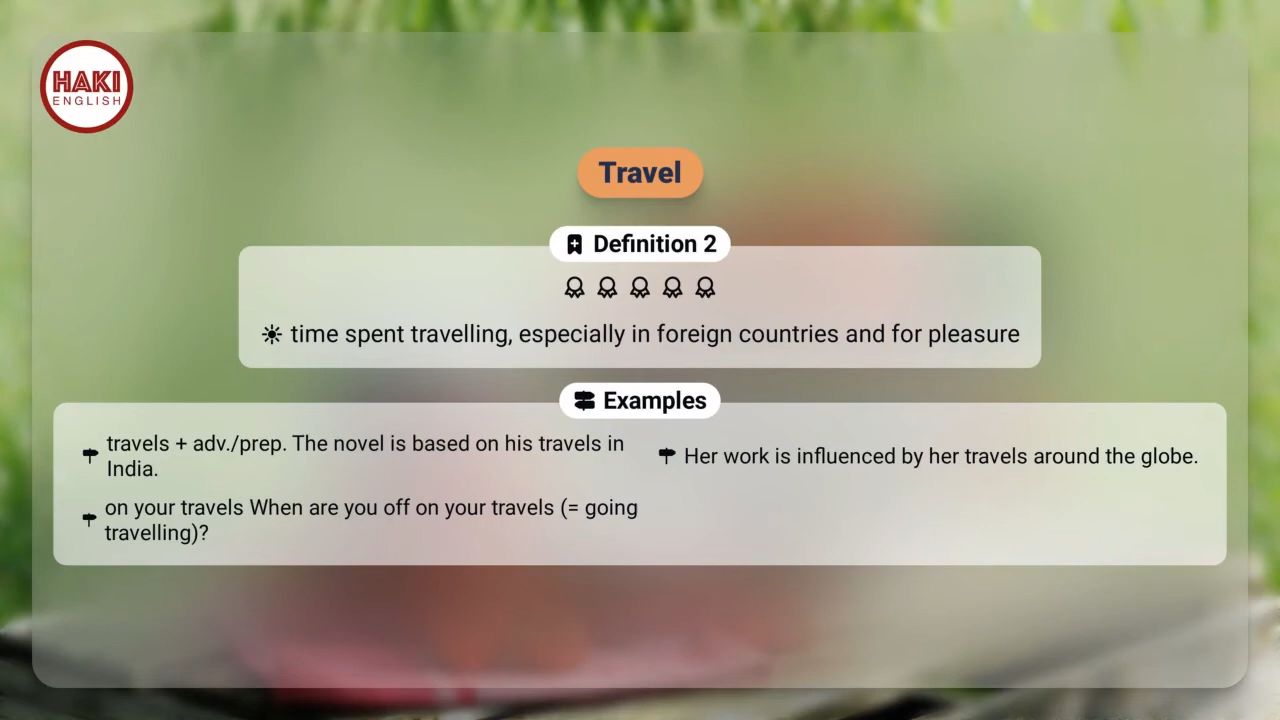 HAKI
ENGLISH
Travel
Definition 2
time spent travelling, especially in foreign countries and for pleasure
Examples
travels + adv./prep. The novel is based on his travels in
India.
Her work is influenced by her travels around the globe.
on your travels When are you off on your travels (= going
travelling)?